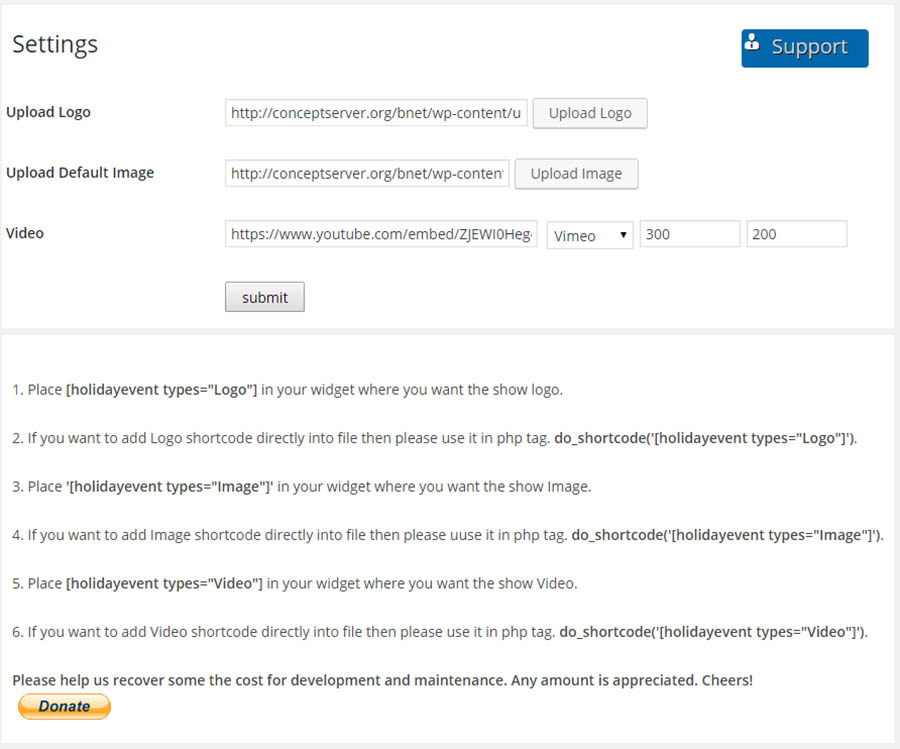 Settings
Support
Upload Logo
http://conceptserver.org/bnet/wp-content/u
Upload Logo
Upload Default Image
http://conceptserver.org/bnet/wp-content
Upload Image
Video
https://www.youtube.com/embed/ZJEWI0Heg
Vimeo
300
200
submit
1. Place [holidayevent types="Logo"] in your widget where you want the show logo.
2. If you want to add Logo shortcode directly into file then please use it in php tag. do_shortcode('[holidayevent types="Logo"]').
3. Place '[holidayevent types="Image"]' in your widget where you want the show Image.
4. If you want to add Image shortcode directly into file then please uuse it in php tag. do_shortcode('[holidayevent types="Image"]').
5. Place [holidayevent types="Video"] in your widget where you want the show Video.
6. If you want to add Video shortcode directly into file then please use it in php tag. do_shortcode('[holidayevent types="Video"]').
Please help us recover some the cost for development and maintenance. Any amount is appreciated. Cheers!
Donate